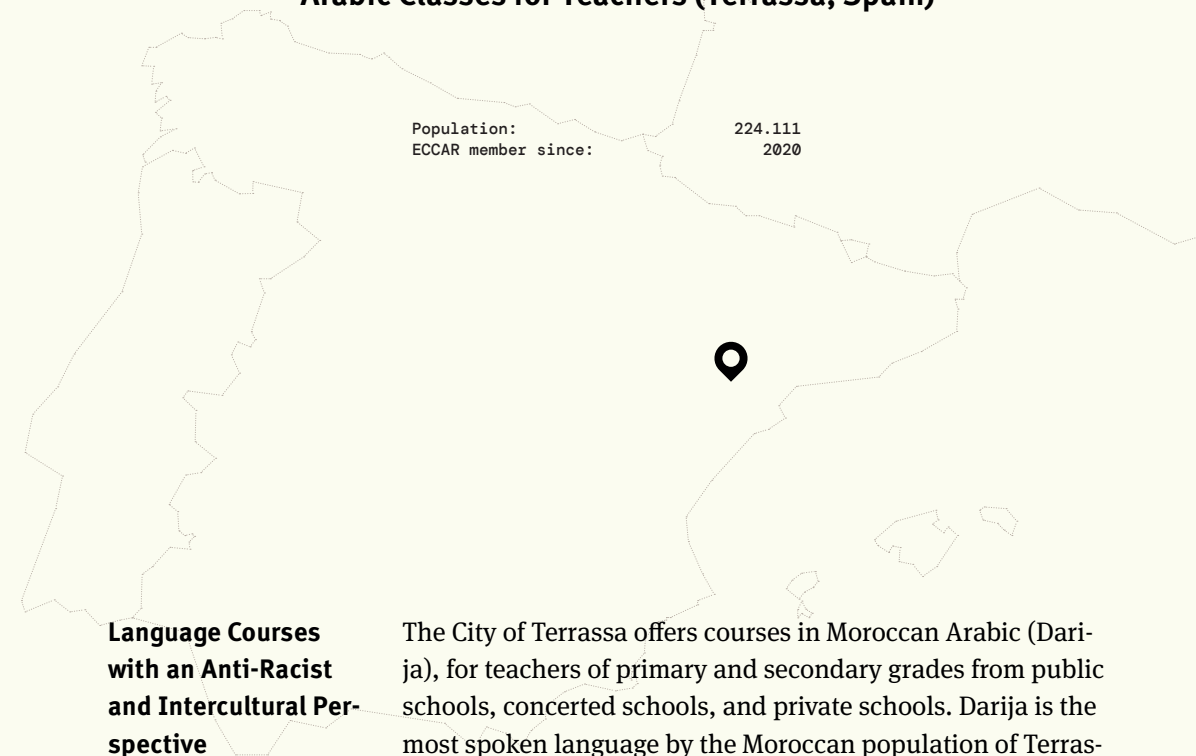 Arabic Classes for Teachers (Terrassa, Spain)
Population: 224.111
ECCAR member since: 2020
Language Courses
with an Anti-Racist
and Intercultural Per-
spective
The City of Terrassa offers courses in Moroccan Arabic (Dari-
ja), for teachers of primary and secondary grades from public
schools, concerted schools, and private schools. Darija is the
most spoken language by the Moroccan population of Terras-